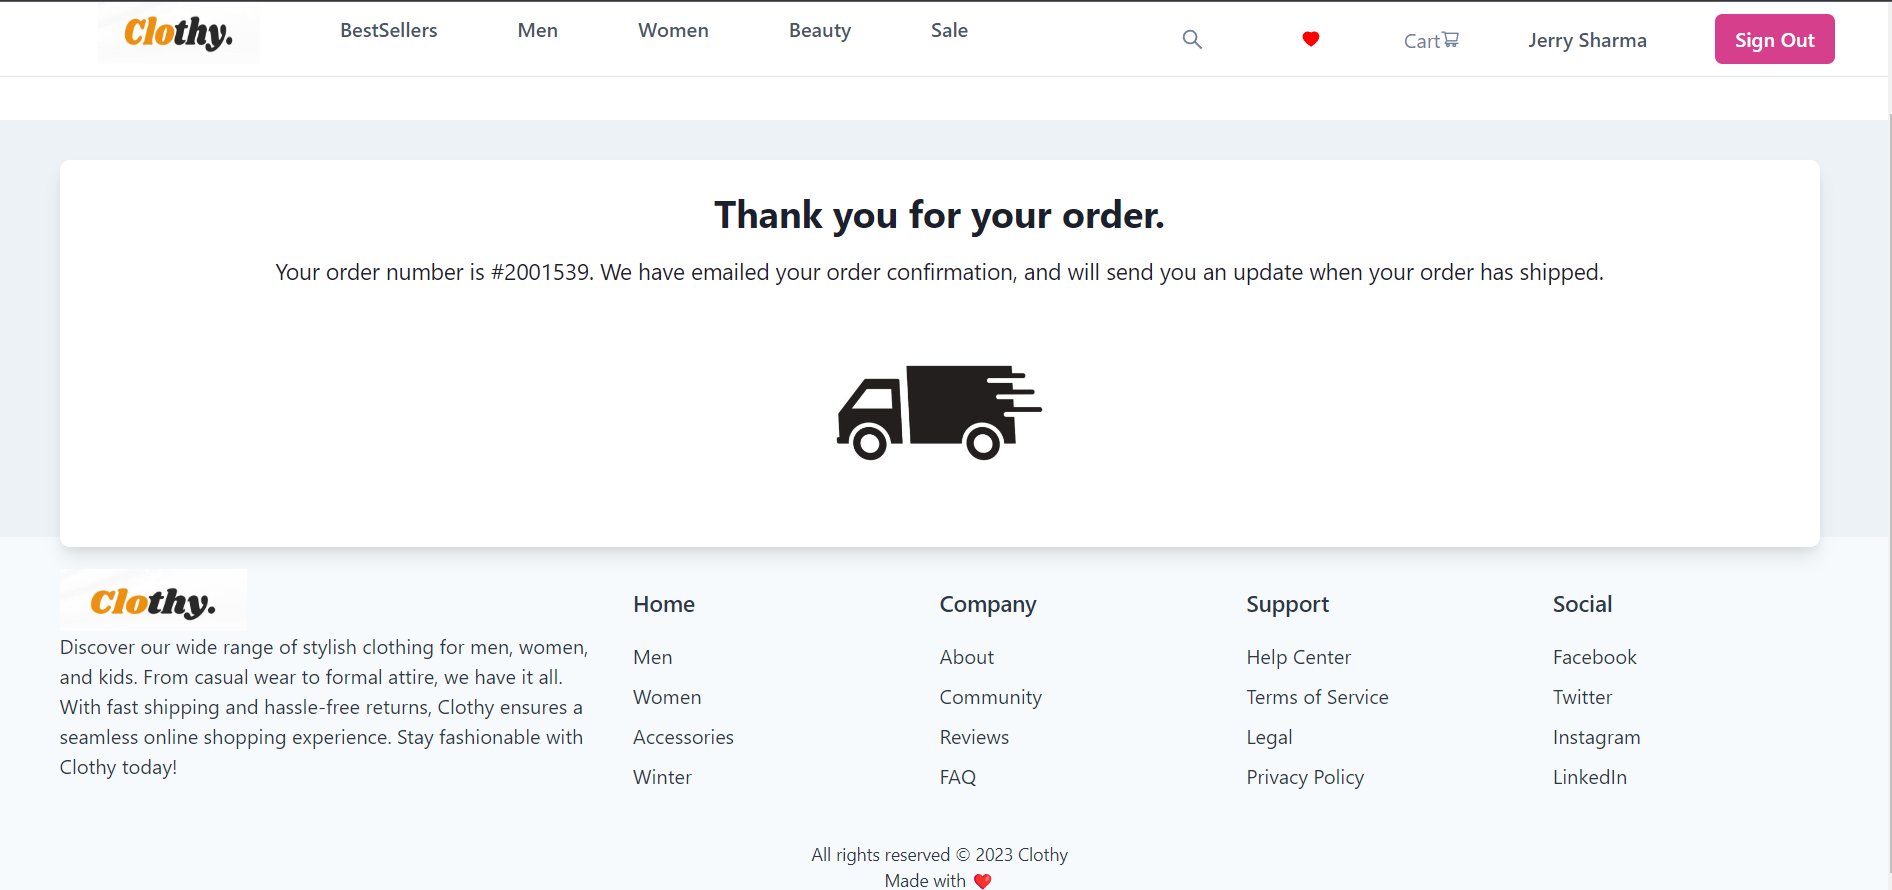 Clothy.
BestSellers Men Women Beauty Sale Cart Jerry Sharma Sign Out
Thank you for your order.
Your order number is #2001539. We have emailed your order confirmation, and will send you an update when your order has shipped.
Clothy.
Discover our wide range of stylish clothing for men, women,
and kids. From casual wear to formal attire, we have it all.
With fast shipping and hassle-free returns, Clothy ensures a
seamless online shopping experience. Stay fashionable with
Clothy today!
Home
Men
Women
Accessories
Winter
Company
About
Community
Reviews
FAQ
Support
Help Center
Terms of Service
Legal
Privacy Policy
Social
Facebook
Twitter
Instagram
LinkedIn
All rights reserved © 2023 Clothy
Made with ❤️